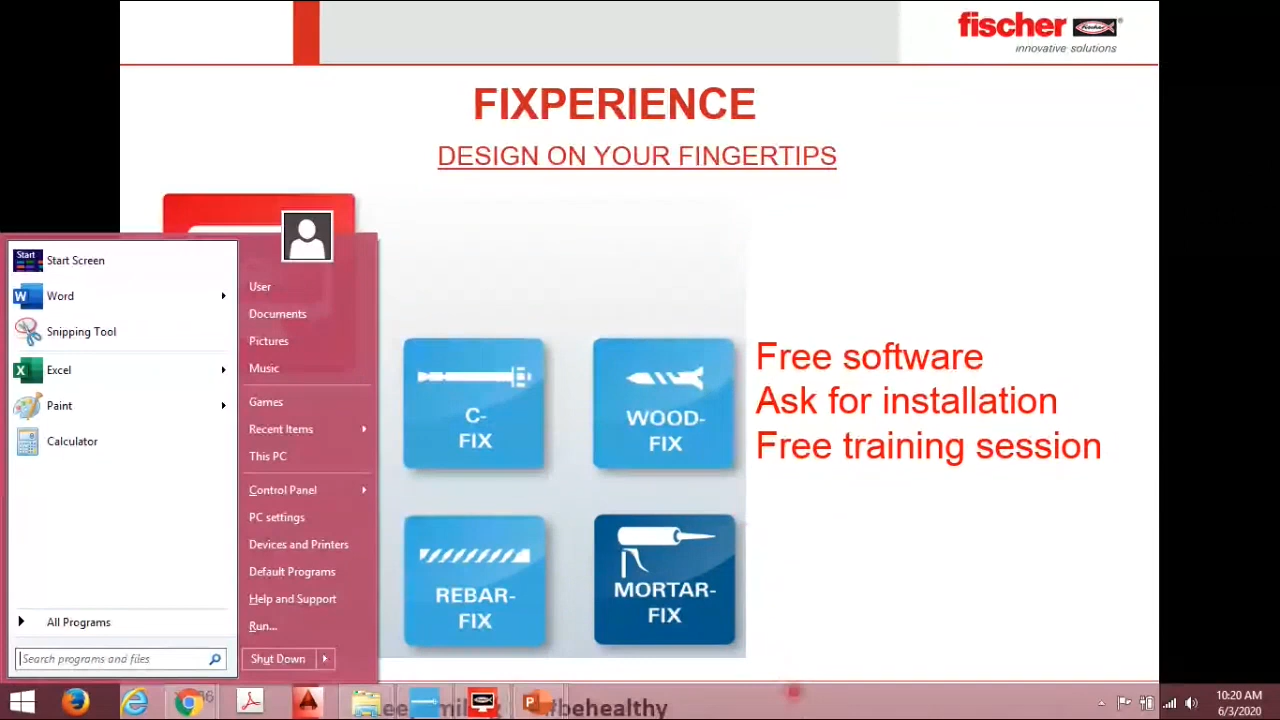 fischer
innovative solutions
FIXPERIENCE
DESIGN ON YOUR FINGERTIPS
Start
Start Screen
Word
Snipping Tool
Excel
Paint
Calculator
All Programs
Search programs and files
User
Documents
Pictures
Music
Games
Recent Items
This PC
Control Panel
PC settings
Devices and Printers
Default Programs
Help and Support
Run...
Shut Down
C-
FIX
WOOD-
FIX
REBAR-
FIX
MORTAR-
FIX
Free software
Ask for installation
Free training session
#behealthy
10:20 AM
6/3/2020